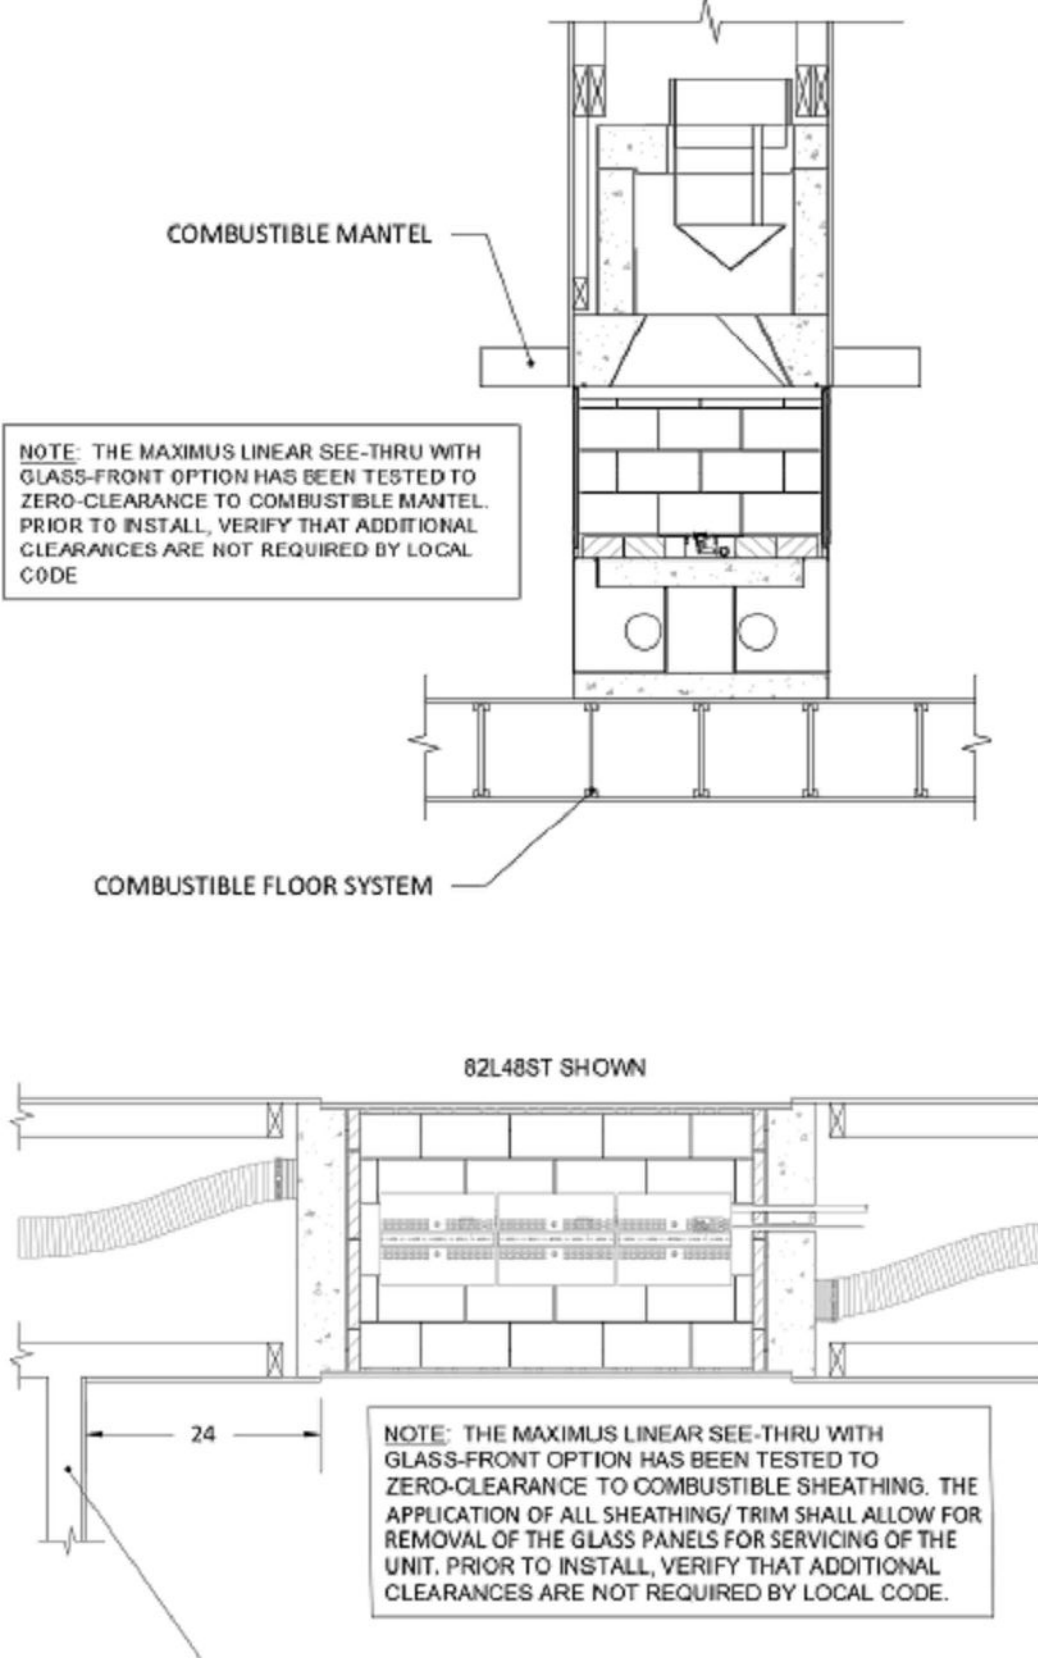 COMBUSTIBLE MANTEL
NOTE: THE MAXIMUS LINEAR SEE-THRU WITH
GLASS-FRONT OPTION HAS BEEN TESTED TO
ZERO-CLEARANCE TO COMBUSTIBLE MANTEL.
PRIOR TO INSTALL, VERIFY THAT ADDITIONAL
CLEARANCES ARE NOT REQUIRED BY LOCAL
CODE
COMBUSTIBLE FLOOR SYSTEM
82L48ST SHOWN
24
NOTE: THE MAXIMUS LINEAR SEE-THRU WITH
GLASS-FRONT OPTION HAS BEEN TESTED TO
ZERO-CLEARANCE TO COMBUSTIBLE SHEATHING. THE
APPLICATION OF ALL SHEATHING/ TRIM SHALL ALLOW FOR
REMOVAL OF THE GLASS PANELS FOR SERVICING OF THE
UNIT. PRIOR TO INSTALL, VERIFY THAT ADDITIONAL
CLEARANCES ARE NOT REQUIRED BY LOCAL CODE.